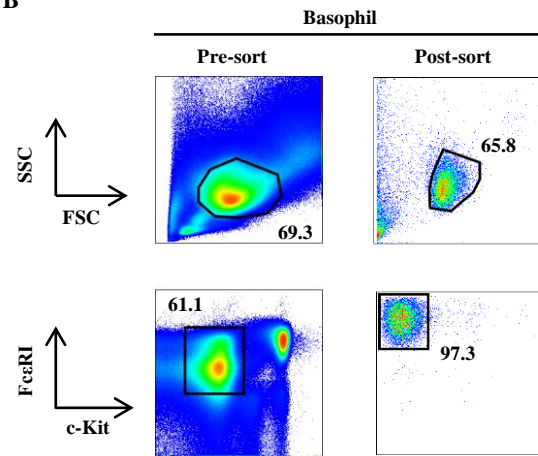 B
Basophil
Pre-sort
Post-sort
SSC
FSC
69.3
65.8
FcεRI
c-Kit
61.1
97.3